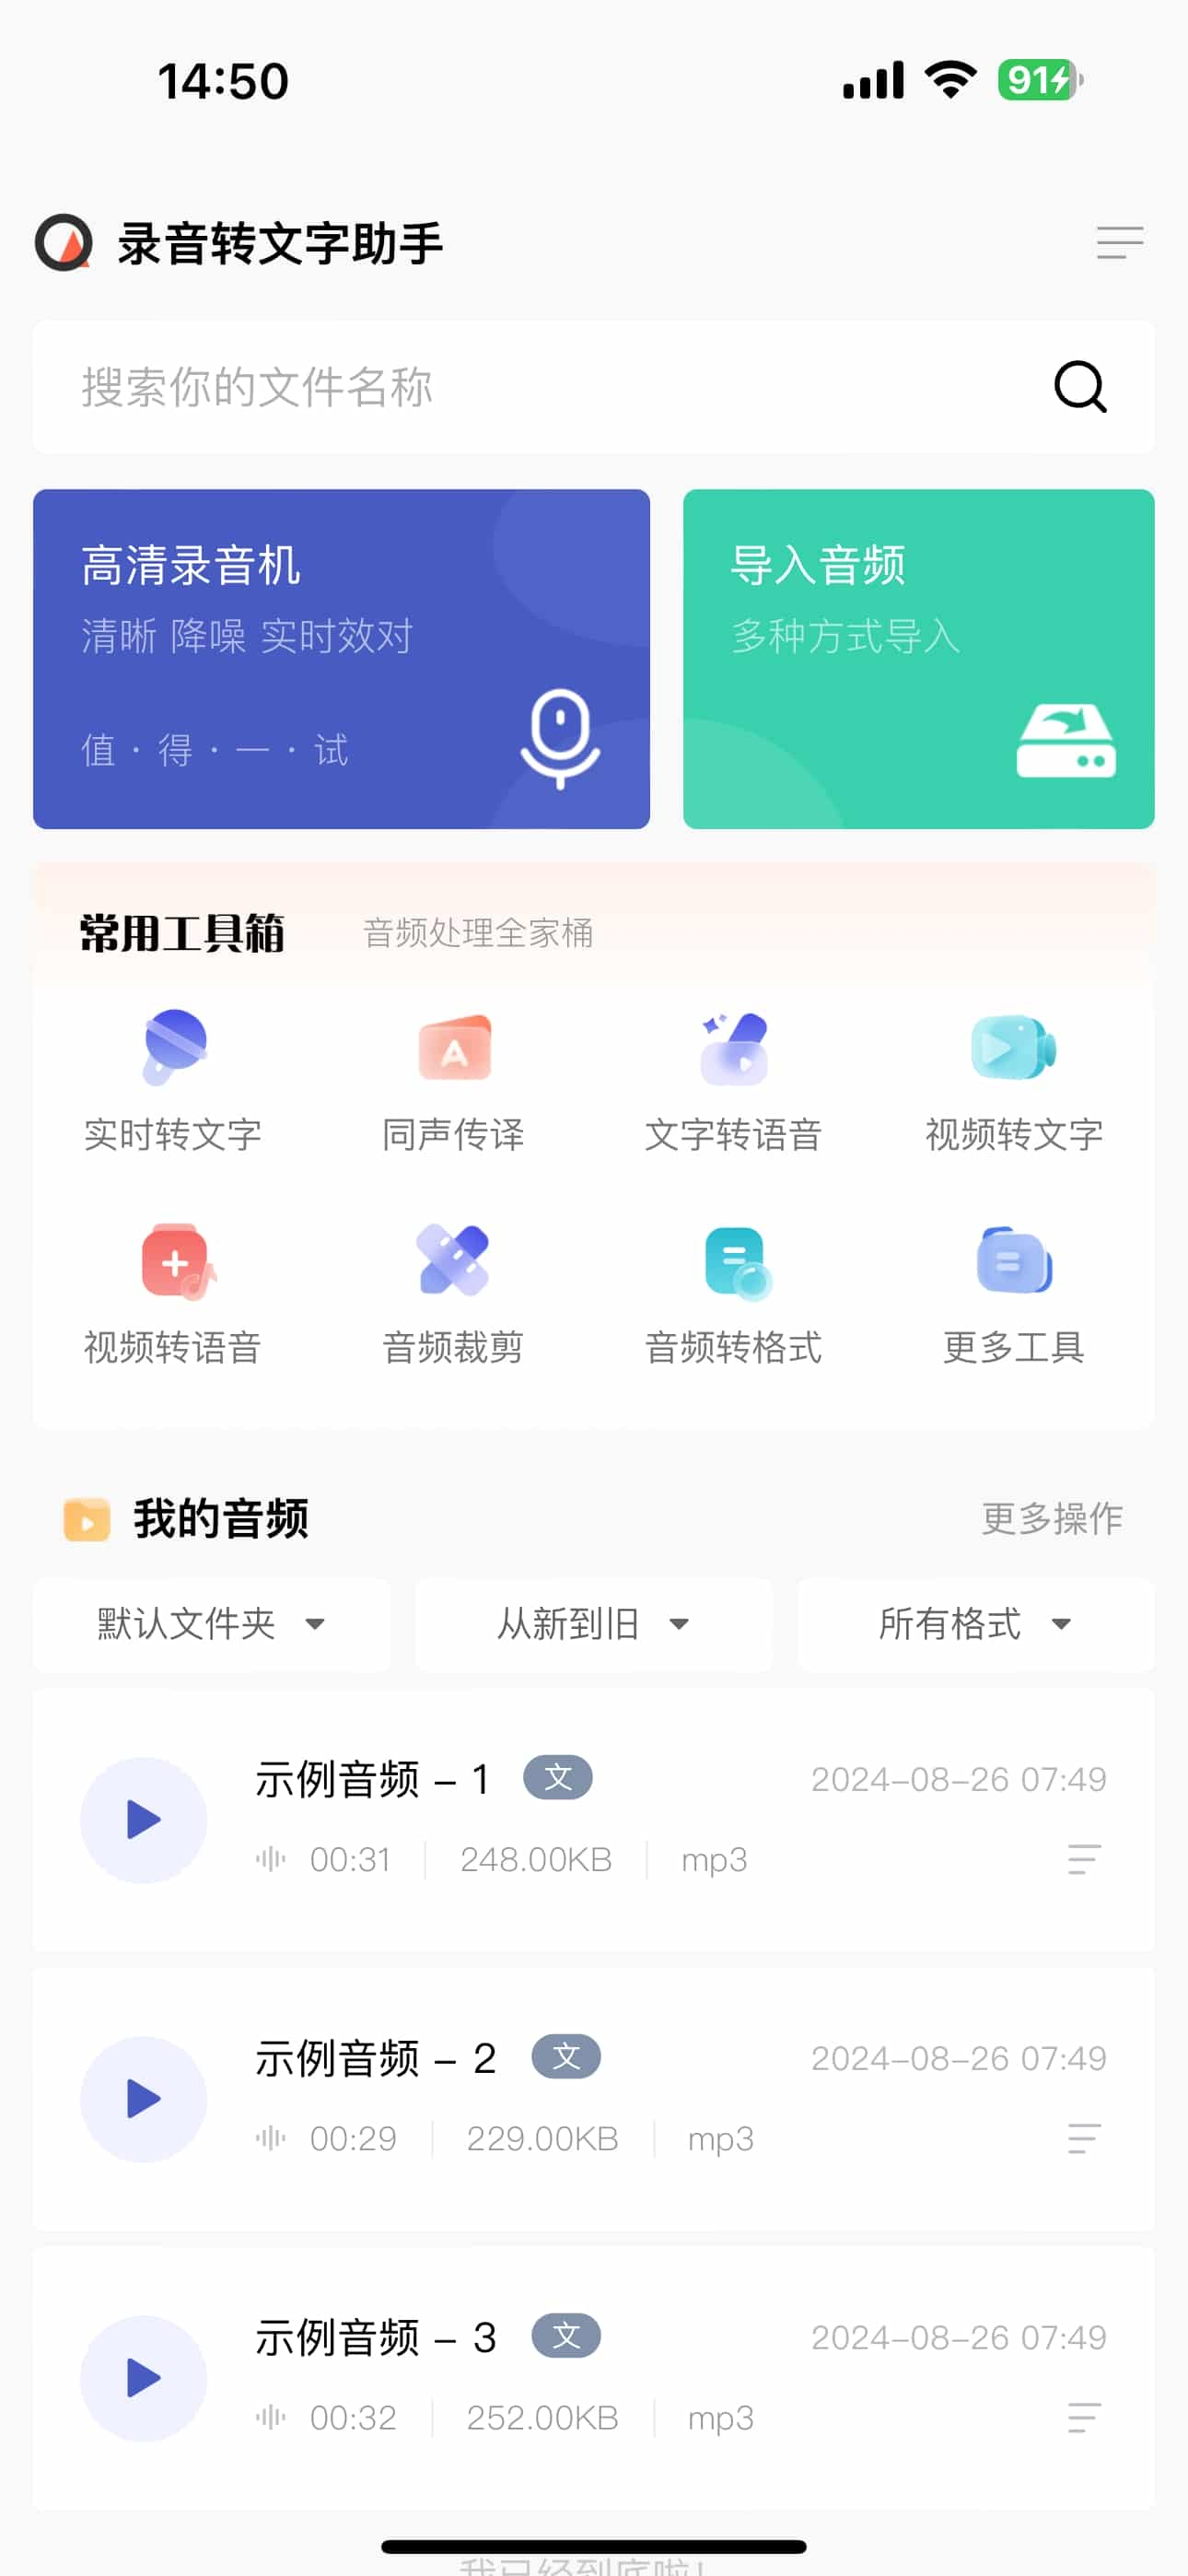 14:50
91
录音转文字助手
搜索你的文件名称
高清录音机
清晰 降噪 实时效对
值·得·一·试
导入音频
多种方式导入
常用工具箱 音频处理全家桶
实时转文字 同声传译 文字转语音 视频转文字
视频转语音 音频裁剪 音频转格式 更多工具
我的音频 更多操作
默认文件夹 从新到旧 所有格式
示例音频 – 1 文 2024–08–26 07:49
00:31 248.00KB mp3
示例音频 – 2 文 2024–08–26 07:49
00:29 229.00KB mp3
示例音频 – 3 文 2024–08–26 07:49
00:32 252.00KB mp3
我已经到底啦!